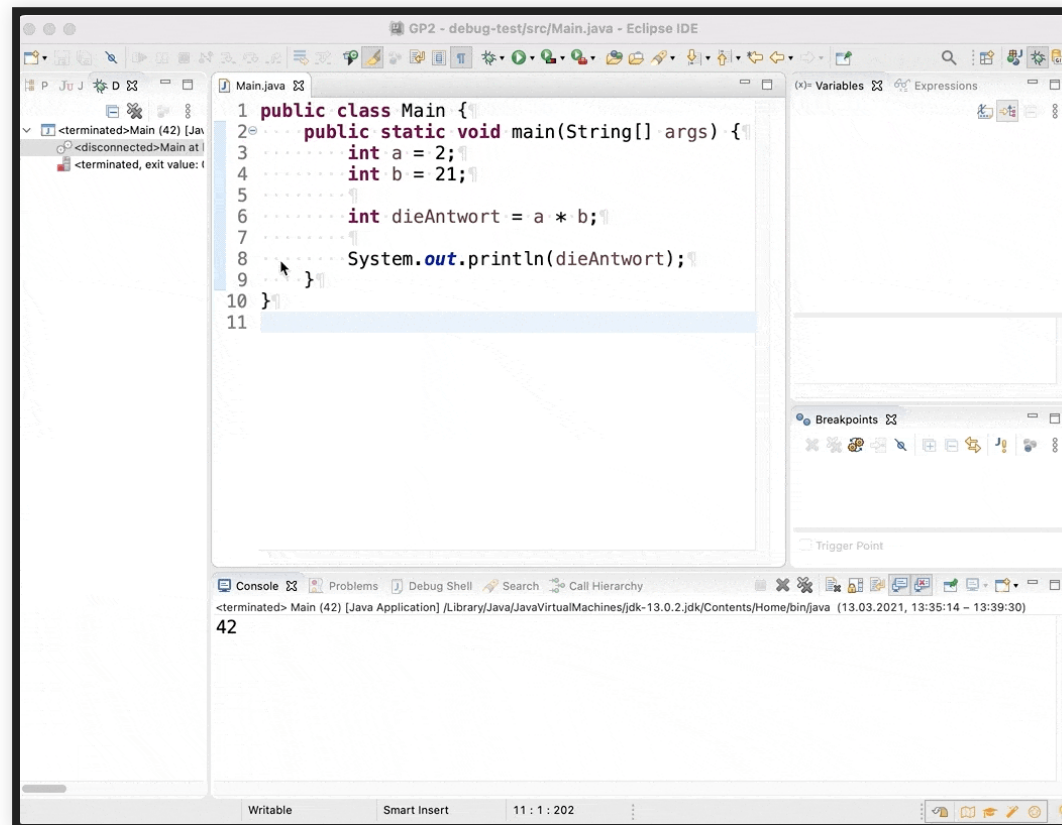 GP2 - debug-test/src/Main.java - Eclipse IDE
P Ju J D
<terminated>Main (42) [Jav
<disconnected>Main at
<terminated, exit value:
Main.java
1 public class Main {¶
2 public static void main(String[] args) {¶
3 int a = 2;¶
4 int b = 21;¶
5 ¶
6 int dieAntwort = a * b;¶
7 ¶
8 System.out.println(dieAntwort);¶
9 }¶
10 }¶
11
(x)= Variables Expressions
Breakpoints
Trigger Point
Console Problems Debug Shell Search Call Hierarchy
<terminated> Main (42) [Java Application] /Library/Java/JavaVirtualMachines/jdk-13.0.2.jdk/Contents/Home/bin/java (13.03.2021, 13:35:14 – 13:39:30)
42
Writable Smart Insert 11 : 1 : 202